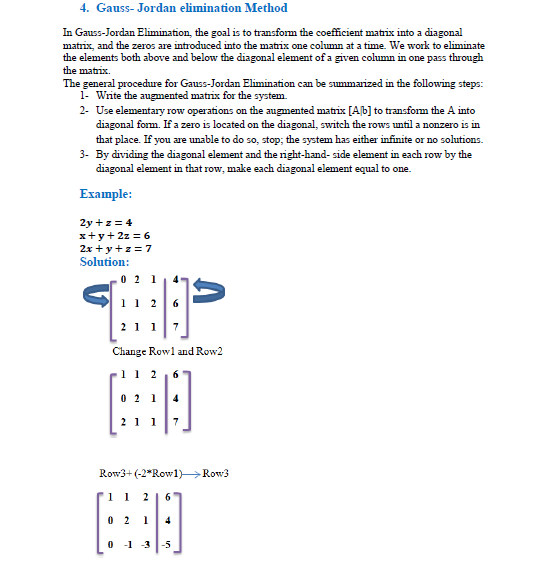 4. Gauss- Jordan elimination Method
In Gauss-Jordan Elimination, the goal is to transform the coefficient matrix into a diagonal
matrix, and the zeros are introduced into the matrix one column at a time. We work to eliminate
the elements both above and below the diagonal element of a given column in one pass through
the matrix.
The general procedure for Gauss-Jordan Elimination can be summarized in the following steps:
1- Write the augmented matrix for the system.
2- Use elementary row operations on the augmented matrix [A|b] to transform the A into
diagonal form. If a zero is located on the diagonal, switch the rows until a nonzero is in
that place. If you are unable to do so, stop; the system has either infinite or no solutions.
3- By dividing the diagonal element and the right-hand- side element in each row by the
diagonal element in that row, make each diagonal element equal to one.
Example:
2y + z = 4
x + y + 2z = 6
2x + y + z = 7
Solution:
0 2 1 4
1 1 2 6
2 1 1 7
Change Row1 and Row2
1 1 2 6
0 2 1 4
2 1 1 7
Row3+ (-2*Row1)→Row3
1 1 2 6
0 2 1 4
0 -1 -3 -5